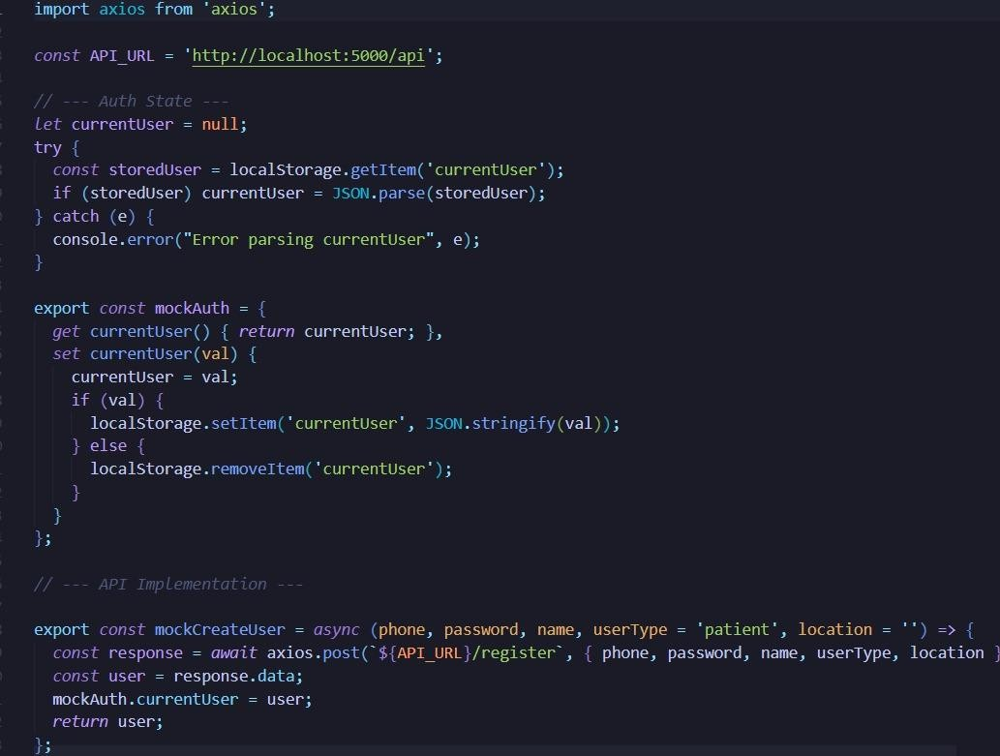 import axios from 'axios';
const API_URL = 'http://localhost:5000/api';
// --- Auth State ---
let currentUser = null;
try {
  const storedUser = localStorage.getItem('currentUser');
  if (storedUser) currentUser = JSON.parse(storedUser);
} catch (e) {
  console.error("Error parsing currentUser", e);
}
export const mockAuth = {
  get currentUser() { return currentUser; },
  set currentUser(val) {
    currentUser = val;
    if (val) {
      localStorage.setItem('currentUser', JSON.stringify(val));
    } else {
      localStorage.removeItem('currentUser');
    }
  }
};
// --- API Implementation ---
export const mockCreateUser = async (phone, password, name, userType = 'patient', location = '') => {
  const response = await axios.post(`${API_URL}/register`, { phone, password, name, userType, location }
  const user = response.data;
  mockAuth.currentUser = user;
  return user;
};